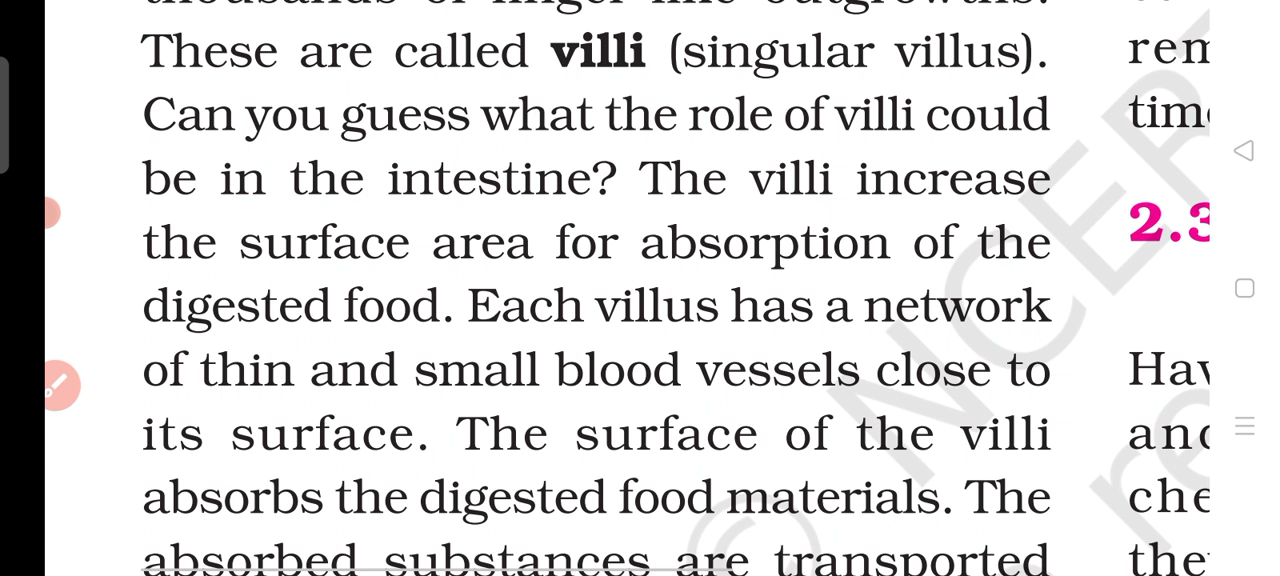 These are called villi (singular villus).
Can you guess what the role of villi could
be in the intestine? The villi increase
the surface area for absorption of the
digested food. Each villus has a network
of thin and small blood vessels close to
its surface. The surface of the villi
absorbs the digested food materials. The
absorbed substances are transported
2.3
© NCERT